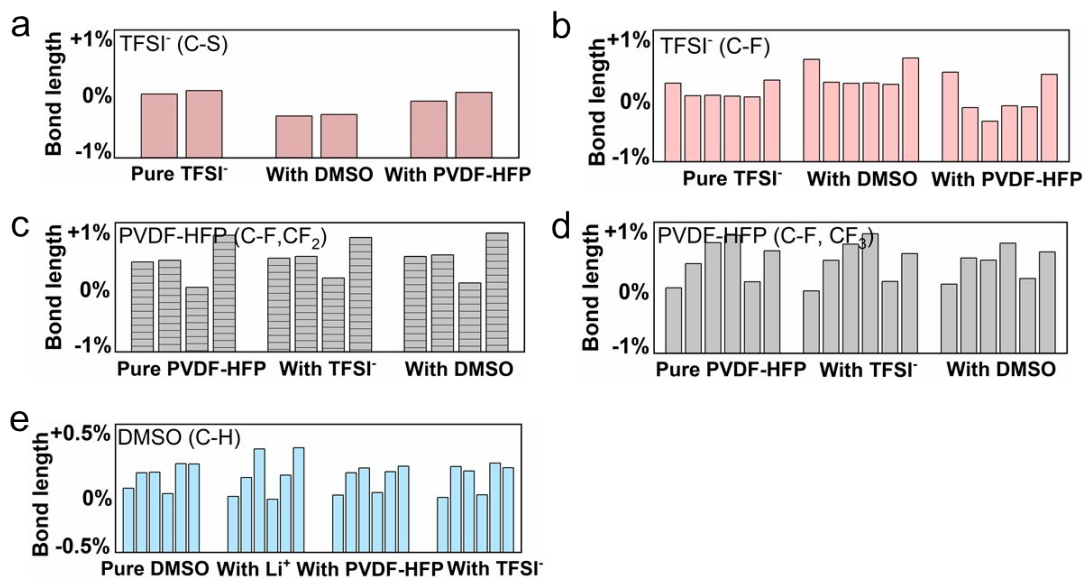 a
Bond length
+1%
0%
-1%
TFSI⁻ (C-S)
Pure TFSI⁻ With DMSO With PVDF-HFP
b
Bond length
+1%
0%
-1%
TFSI⁻ (C-F)
Pure TFSI⁻ With DMSO With PVDF-HFP
c
Bond length
+1%
0%
-1%
PVDF-HFP (C-F,CF₂)
Pure PVDF-HFP With TFSI⁻ With DMSO
d
Bond length
+1%
0%
-1%
PVDF-HFP (C-F, CF₃)
Pure PVDF-HFP With TFSI⁻ With DMSO
e
Bond length
+0.5%
0%
-0.5%
DMSO (C-H)
Pure DMSO With Li⁺ With PVDF-HFP With TFSI⁻